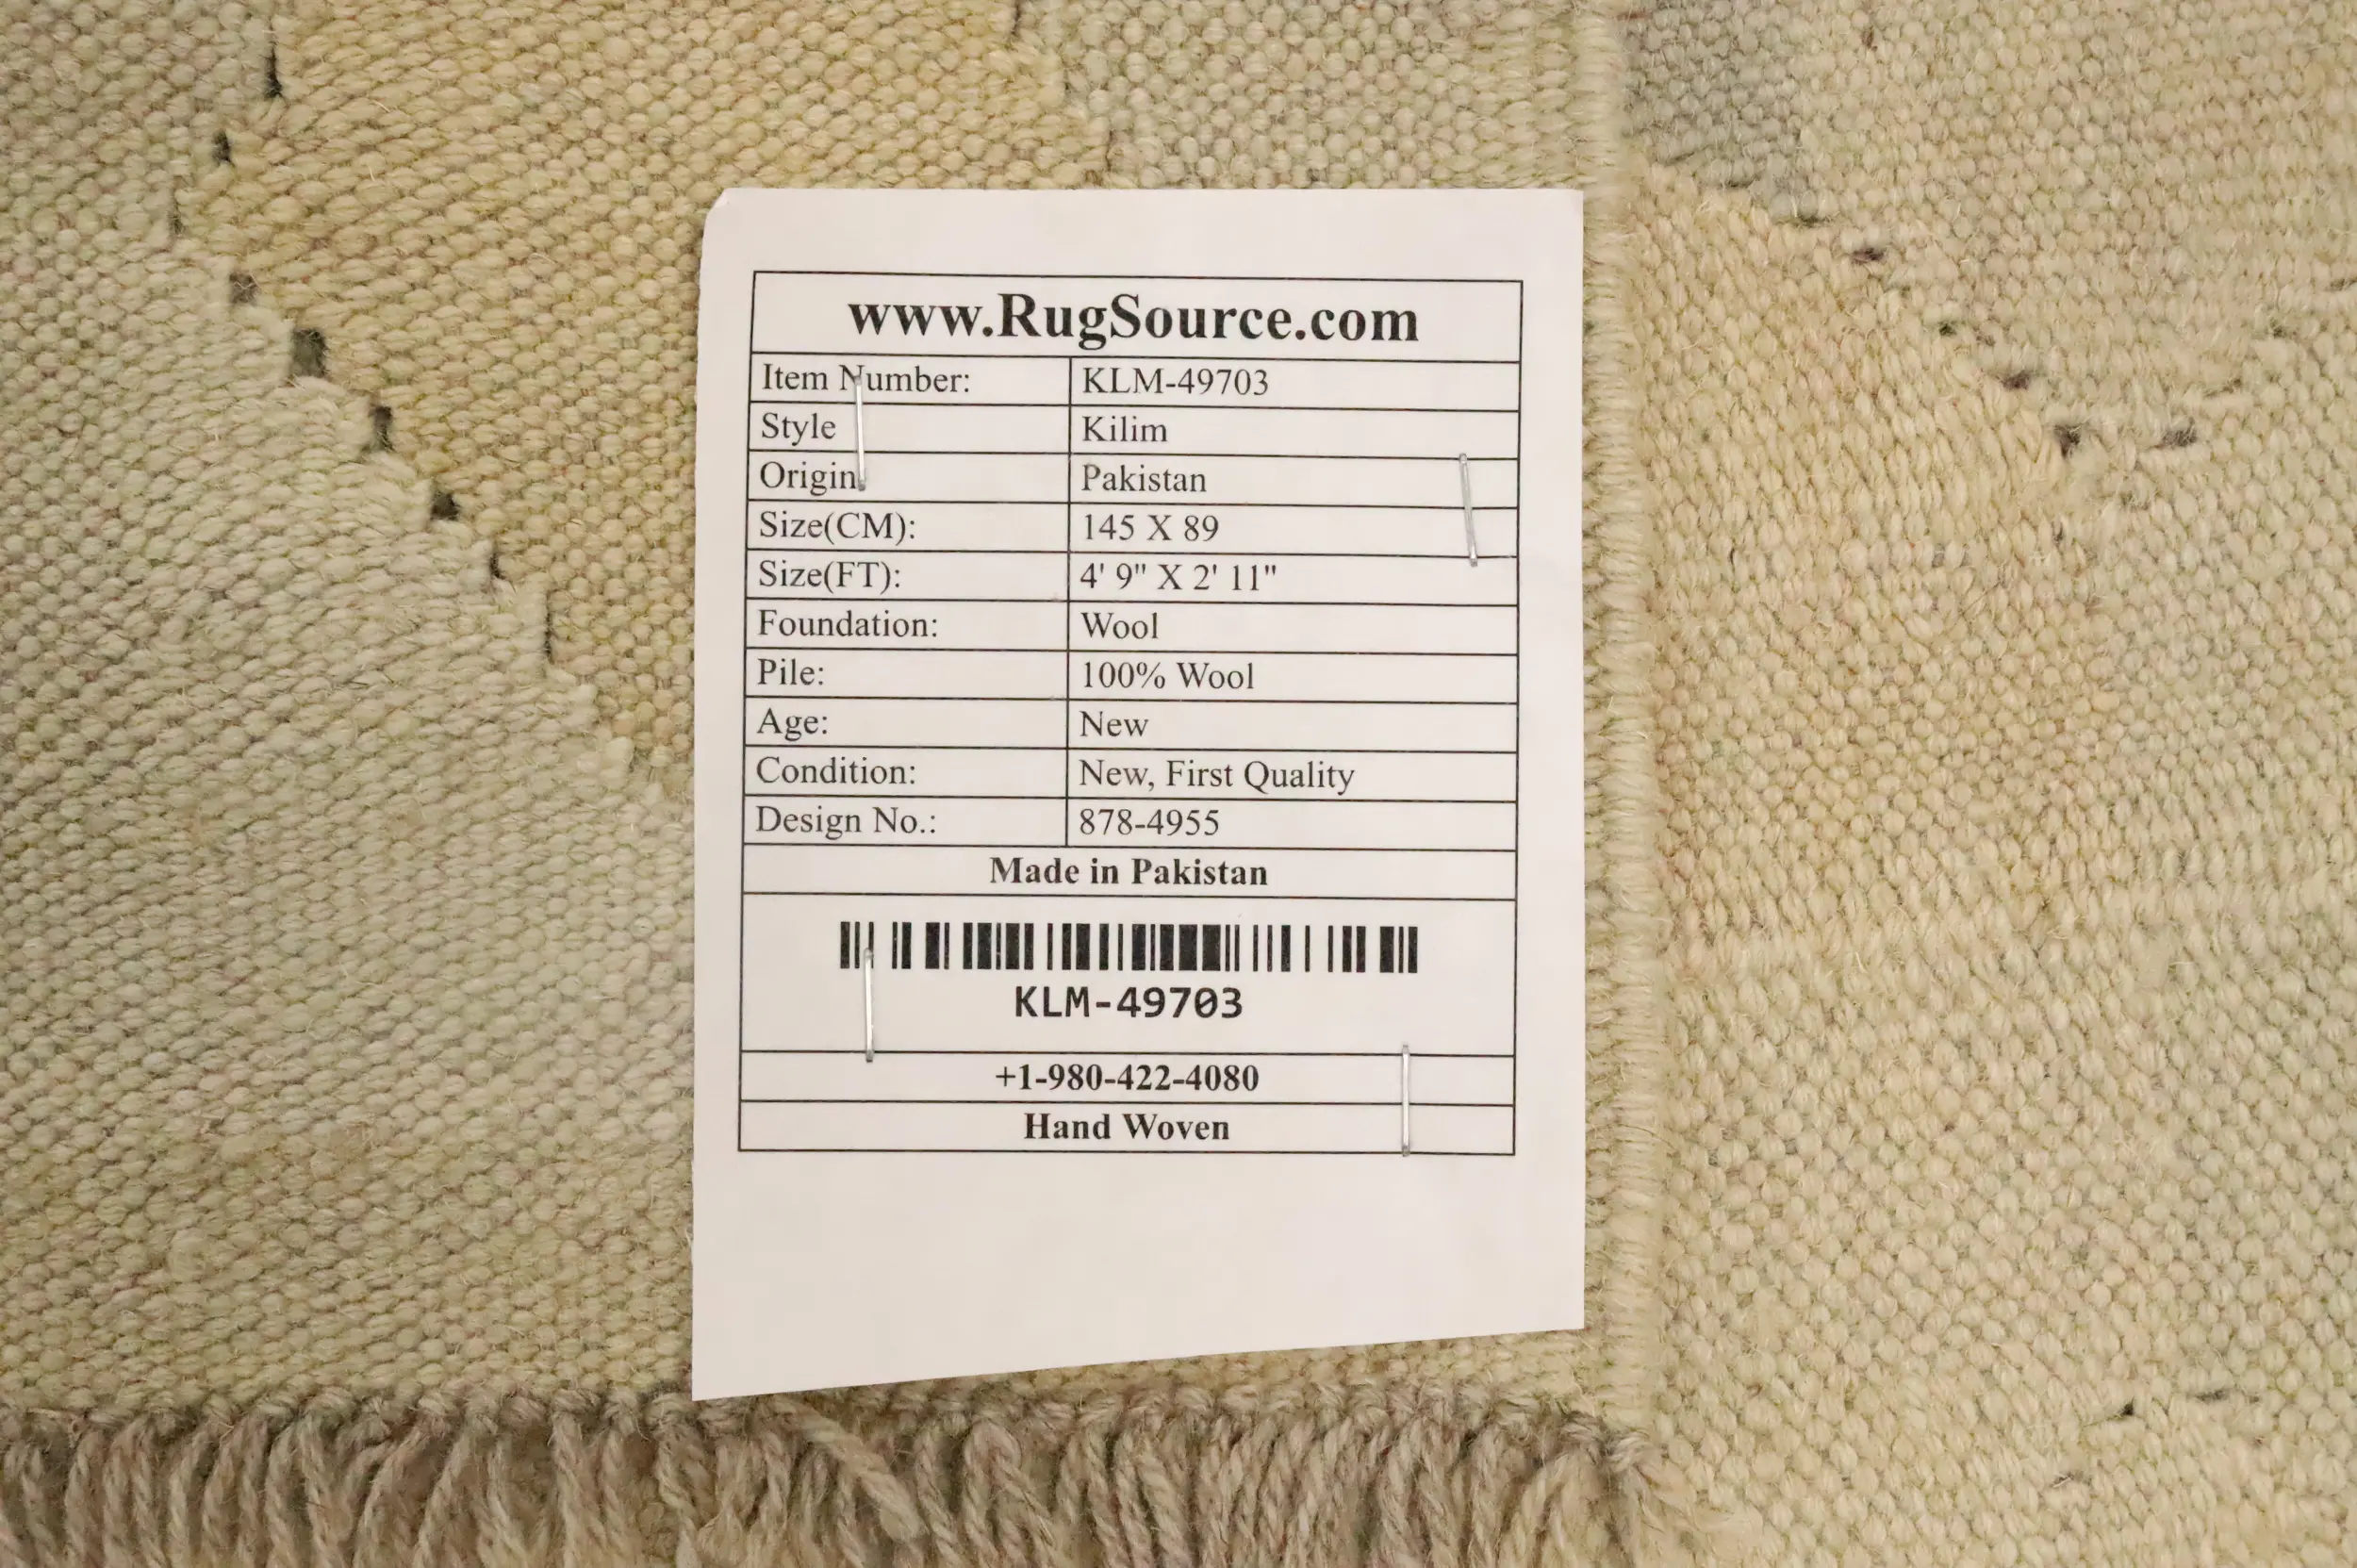 www.RugSource.com
Item Number: KLM-49703
Style Kilim
Origin: Pakistan
Size(CM): 145 X 89
Size(FT): 4' 9" X 2' 11"
Foundation: Wool
Pile: 100% Wool
Age: New
Condition: New, First Quality
Design No.: 878-4955
Made in Pakistan
KLM-49703
+1-980-422-4080
Hand Woven